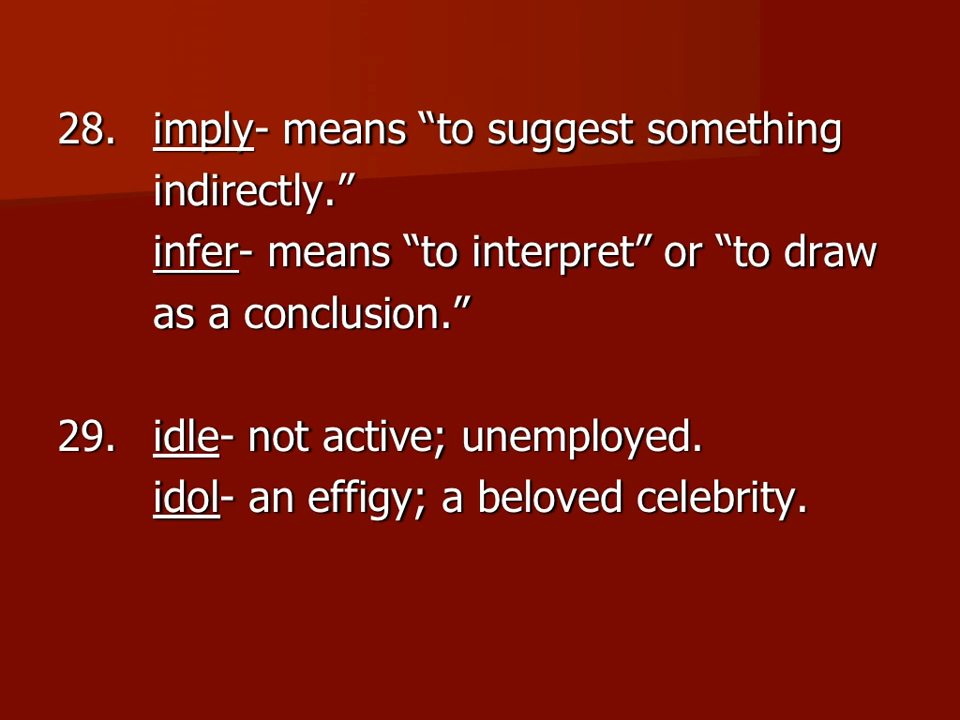 28. imply- means “to suggest something
indirectly.”
infer- means “to interpret” or “to draw
as a conclusion.”
29. idle- not active; unemployed.
idol- an effigy; a beloved celebrity.